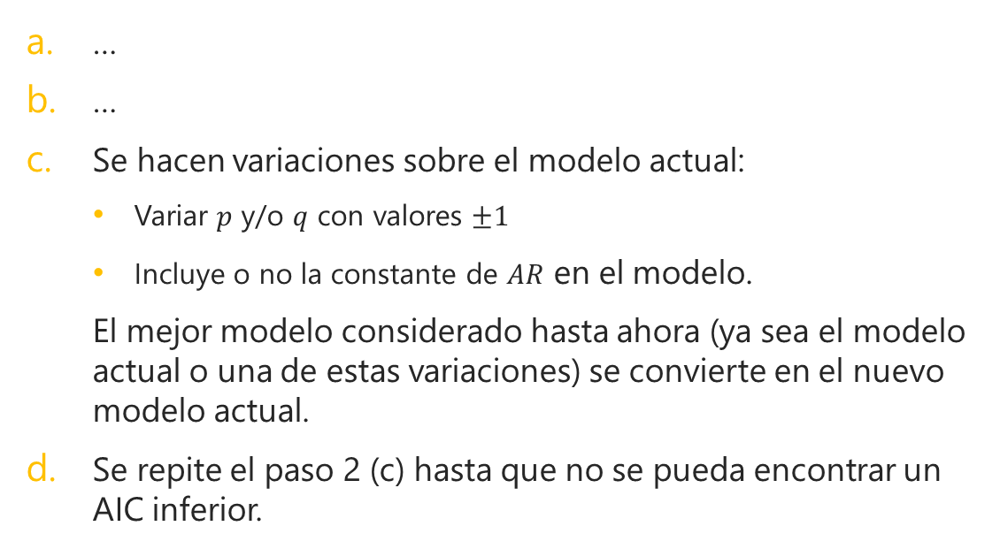 a. ...
b. ...
c. Se hacen variaciones sobre el modelo actual:
• Variar p y/o q con valores ±1
• Incluye o no la constante de AR en el modelo.
El mejor modelo considerado hasta ahora (ya sea el modelo
actual o una de estas variaciones) se convierte en el nuevo
modelo actual.
d. Se repite el paso 2 (c) hasta que no se pueda encontrar un
AIC inferior.